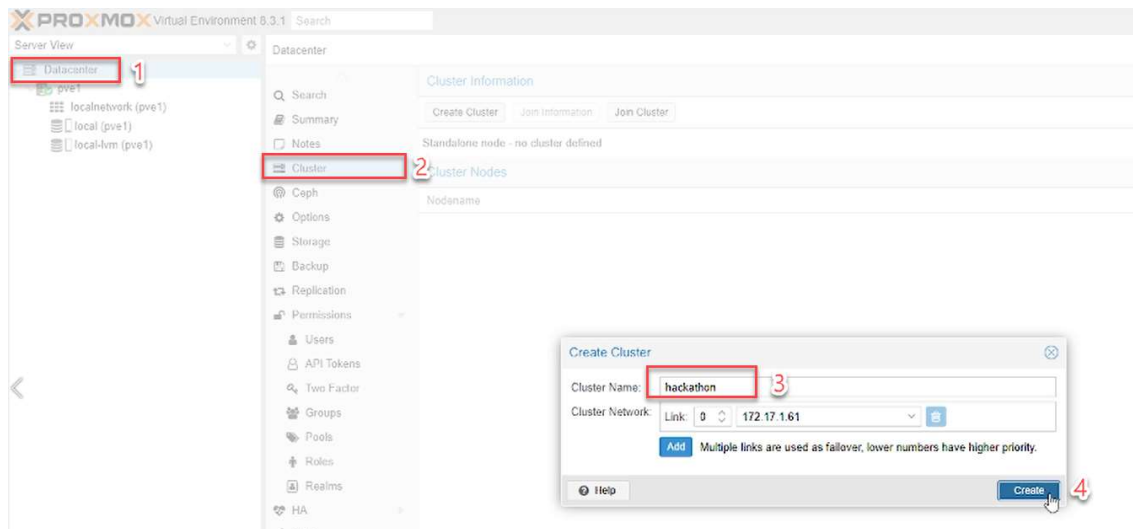 PROXMOX Virtual Environment 8.3.1 Search
Server View
Datacenter
Datacenter 1
pve1
localnetwork (pve1)
local (pve1)
local-lvm (pve1)
Search
Summary
Notes
Cluster 2
Ceph
Options
Storage
Backup
Replication
Permissions
Users
API Tokens
Two Factor
Groups
Pools
Roles
Realms
HA
Cluster Information
Create Cluster Join Information Join Cluster
Standalone node - no cluster defined
Cluster Nodes
Nodename
Create Cluster
Cluster Name: hackathon 3
Cluster Network: Link: 0 172.17.1.61
Add Multiple links are used as failover, lower numbers have higher priority.
Help Create 4